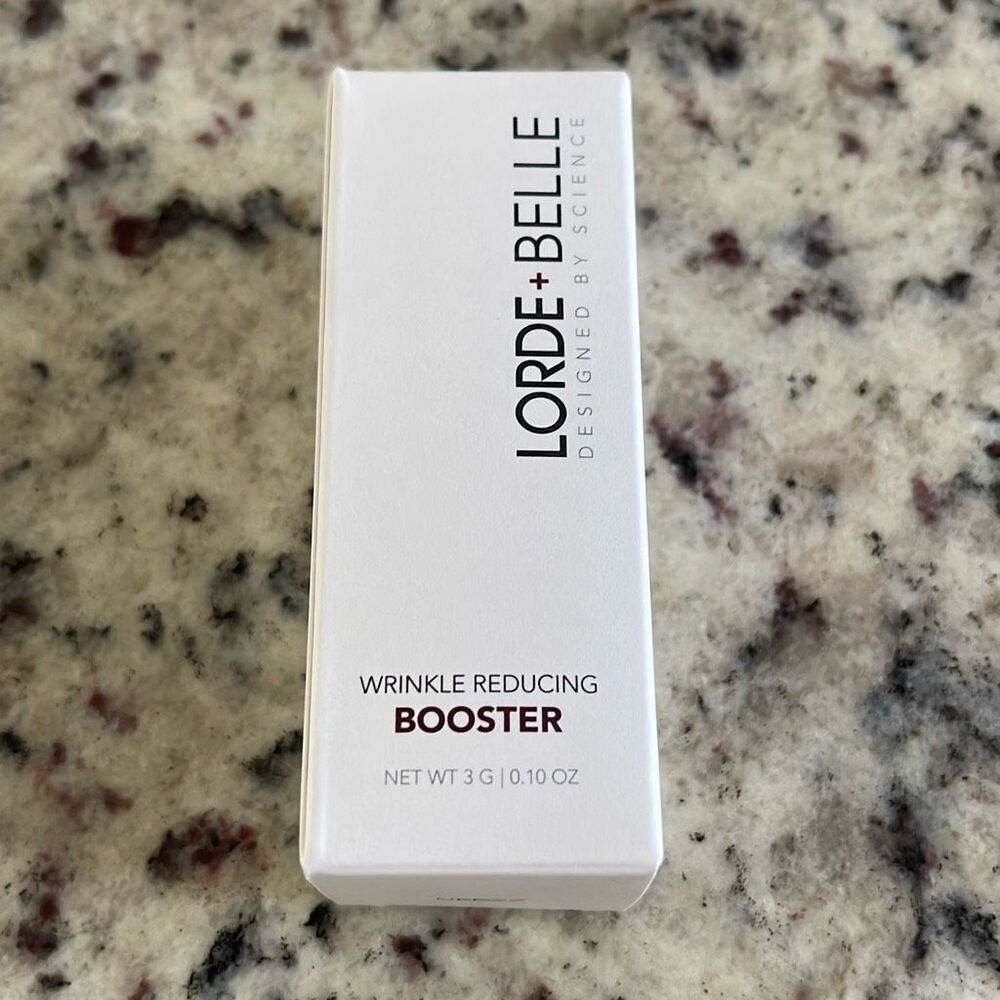 LORDE+BELLE
DESIGNED BY SCIENCE
WRINKLE REDUCING
BOOSTER
NET WT 3 G | 0.10 OZ